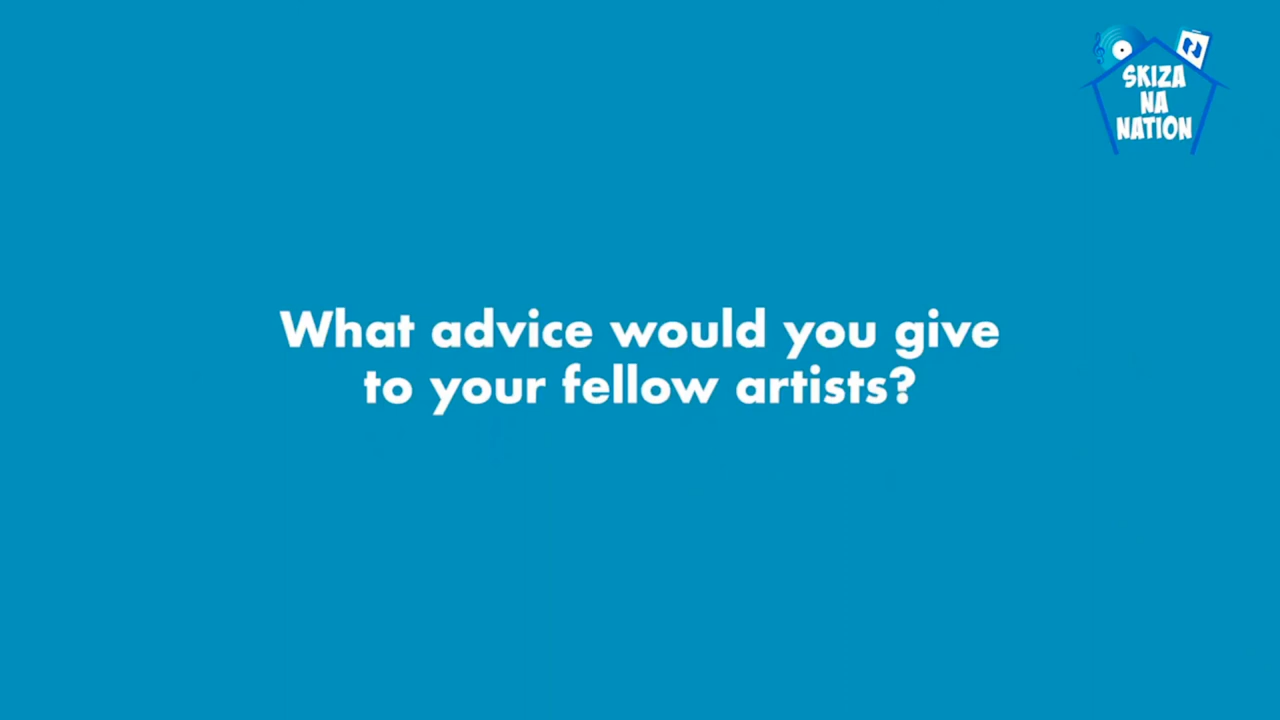 SKIZA
NA
NATION
What advice would you give
to your fellow artists?